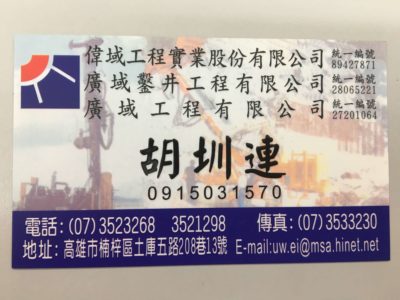 偉域工程實業股份有限公司 統一編號 89427871
廣域鑿井工程有限公司 統一編號 28065221
廣域工程有限公司 統一編號 27201064
胡圳連
0915031570
電話:(07)3523268 3521298 傳真:(07)3533230
地址:高雄市楠梓區土庫五路208巷13號 E-mail:uw.ei@msa.hinet.net